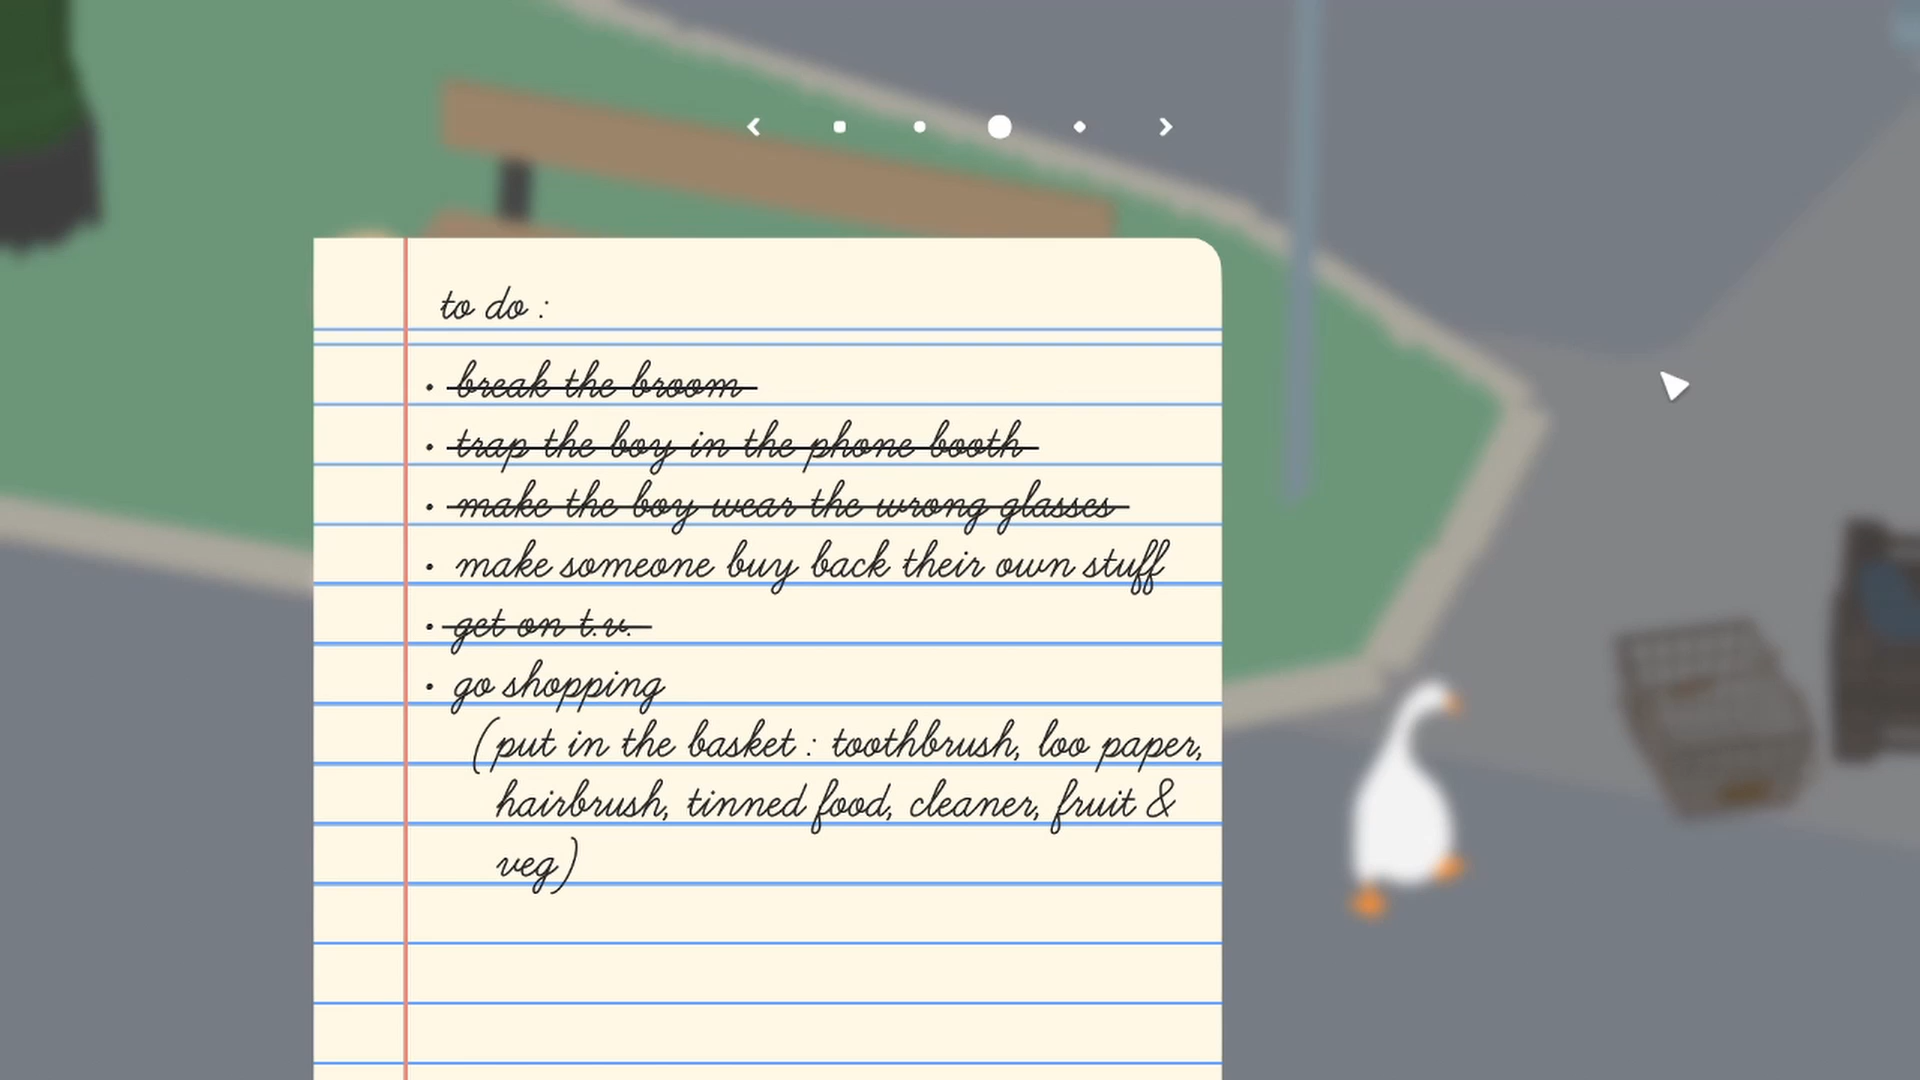 to do :
• break the broom
• trap the boy in the phone booth
• make the boy wear the wrong glasses
• make someone buy back their own stuff
• get on t.v.
• go shopping
(put in the basket : toothbrush, loo paper,
hairbrush, tinned food, cleaner, fruit &
veg)